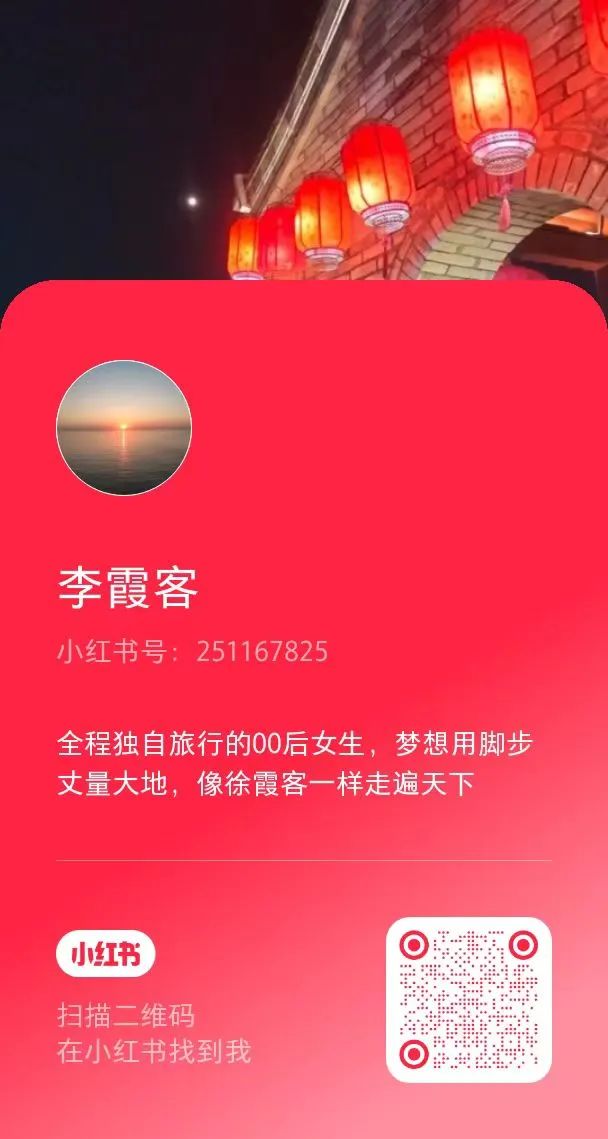 李霞客
小红书号：251167825
全程独自旅行的00后女生，梦想用脚步
丈量大地，像徐霞客一样走遍天下
小红书
扫描二维码
在小红书找到我